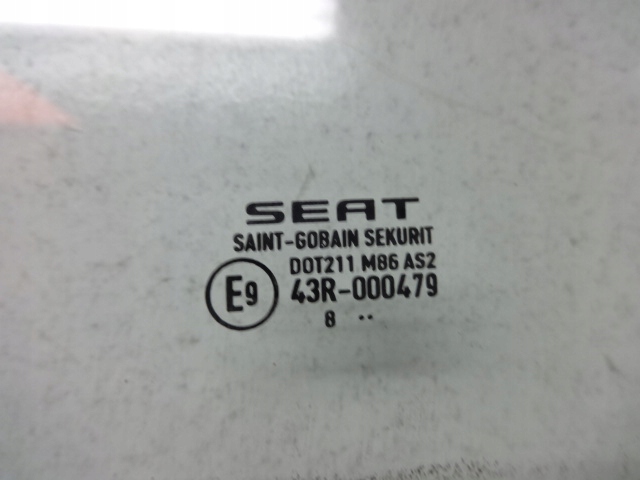 SEAT
SAINT-GOBAIN SEKURIT
DOT211 M86 AS2
E9 43R-000479
8 ..